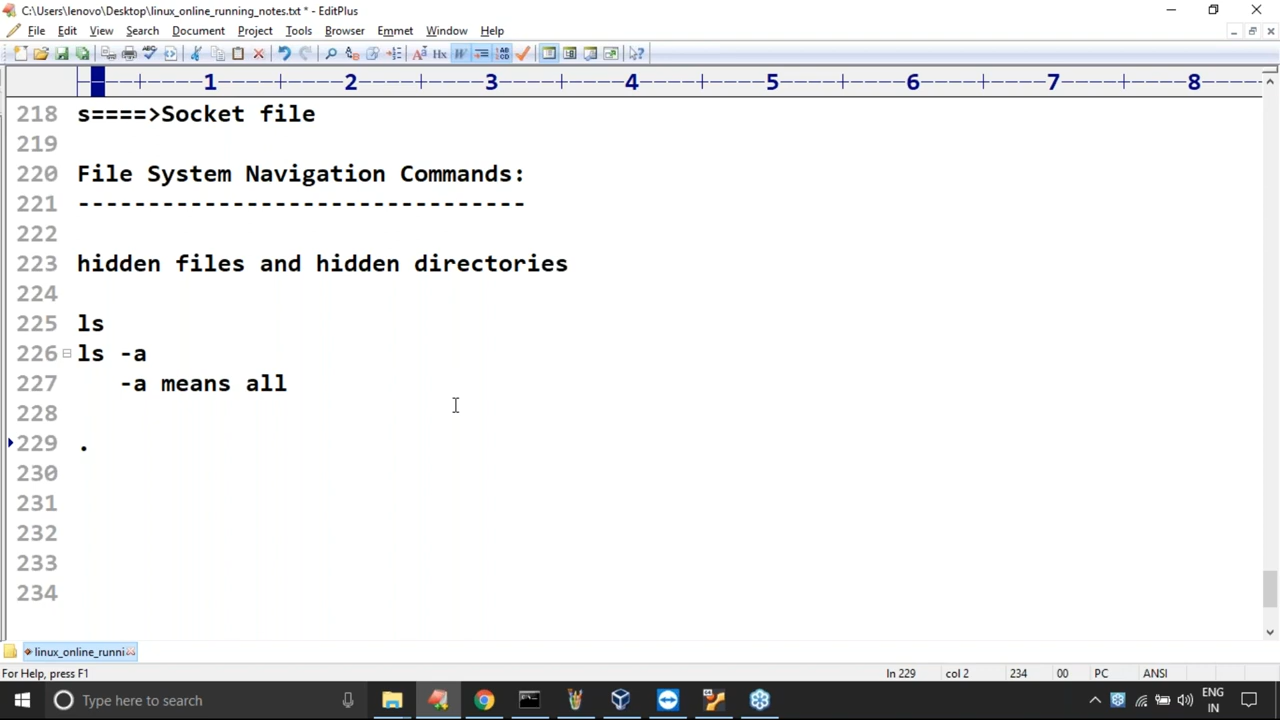 C:\Users\lenovo\Desktop\linux_online_running_notes.txt * - EditPlus
File Edit View Search Document Project Tools Browser Emmet Window Help
1 2 3 4 5 6 7 8
218 s====>Socket file
219
220 File System Navigation Commands:
221 --------------------------------
222
223 hidden files and hidden directories
224
225 ls
226 ls -a
227 -a means all
228
229 .
230
231
232
233
234
linux_online_runni
For Help, press F1 ln 229 col 2 234 00 PC ANSI
Type here to search ENG
IN